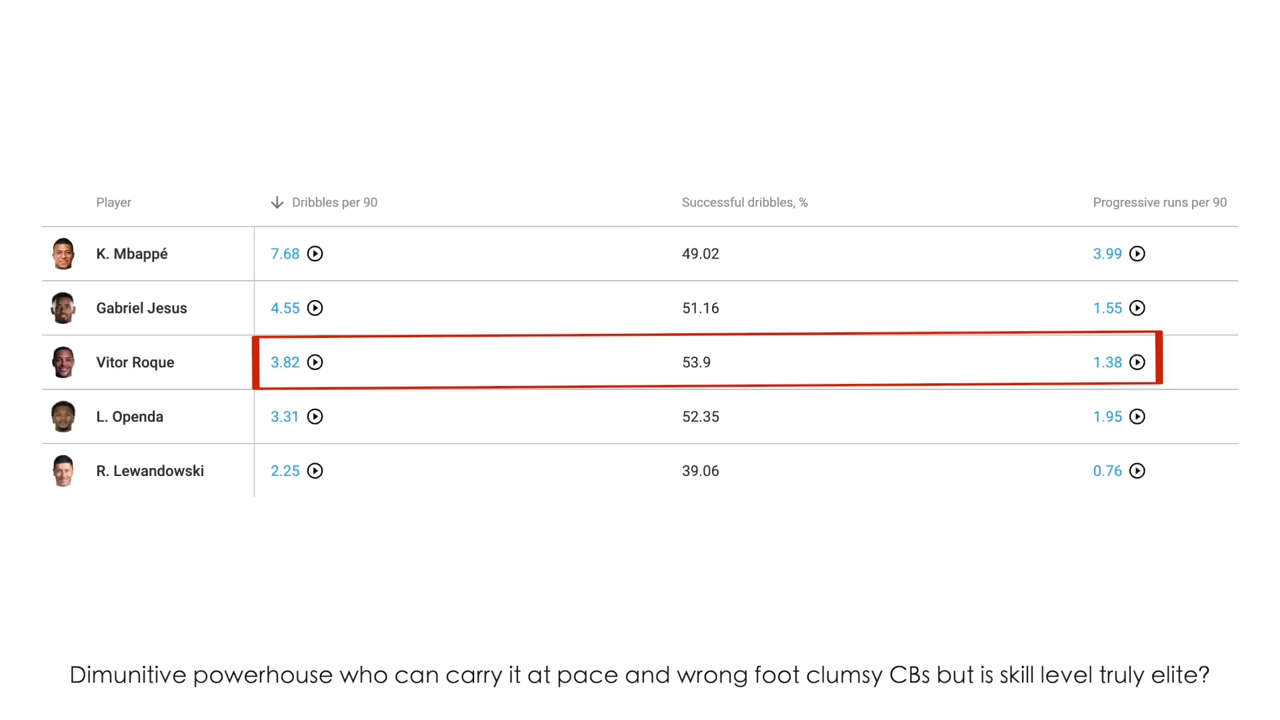 Player Dribbles per 90 Successful dribbles, % Progressive runs per 90
K. Mbappé 7.68 49.02 3.99
Gabriel Jesus 4.55 51.16 1.55
Vitor Roque 3.82 53.9 1.38
L. Openda 3.31 52.35 1.95
R. Lewandowski 2.25 39.06 0.76
Dimunitive powerhouse who can carry it at pace and wrong foot clumsy CBs but is skill level truly elite?